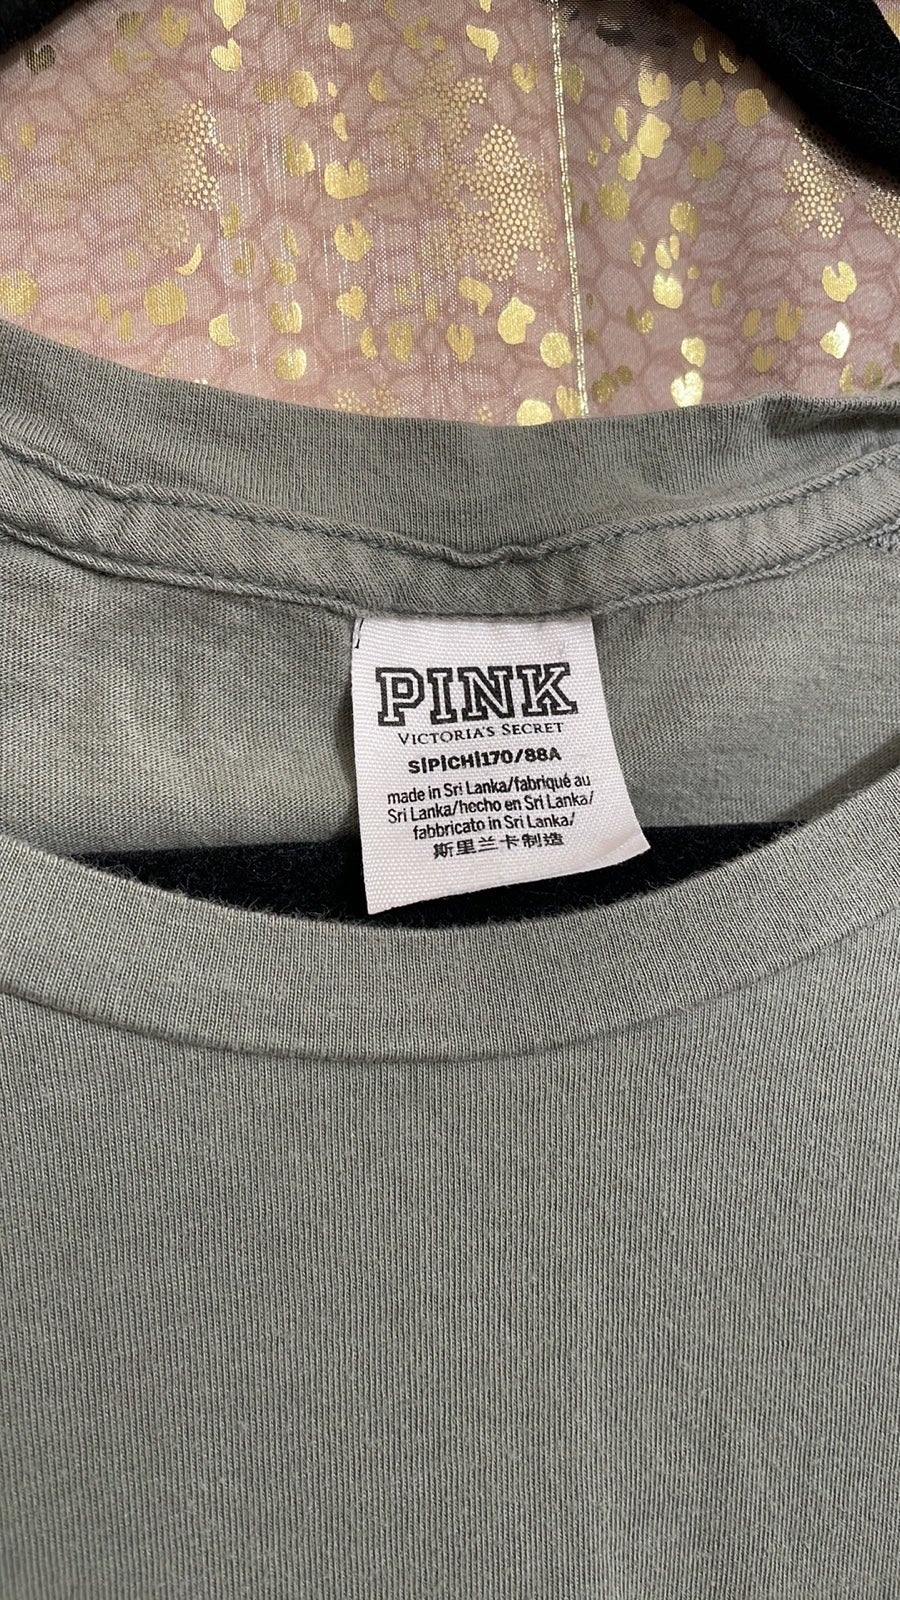 PINK
VICTORIA'S SECRET
S|P|CH|170/88A
made in Sri Lanka/fabriqué au
Sri Lanka/hecho en Sri Lanka/
fabbricato in Sri Lanka/
斯里兰卡制造